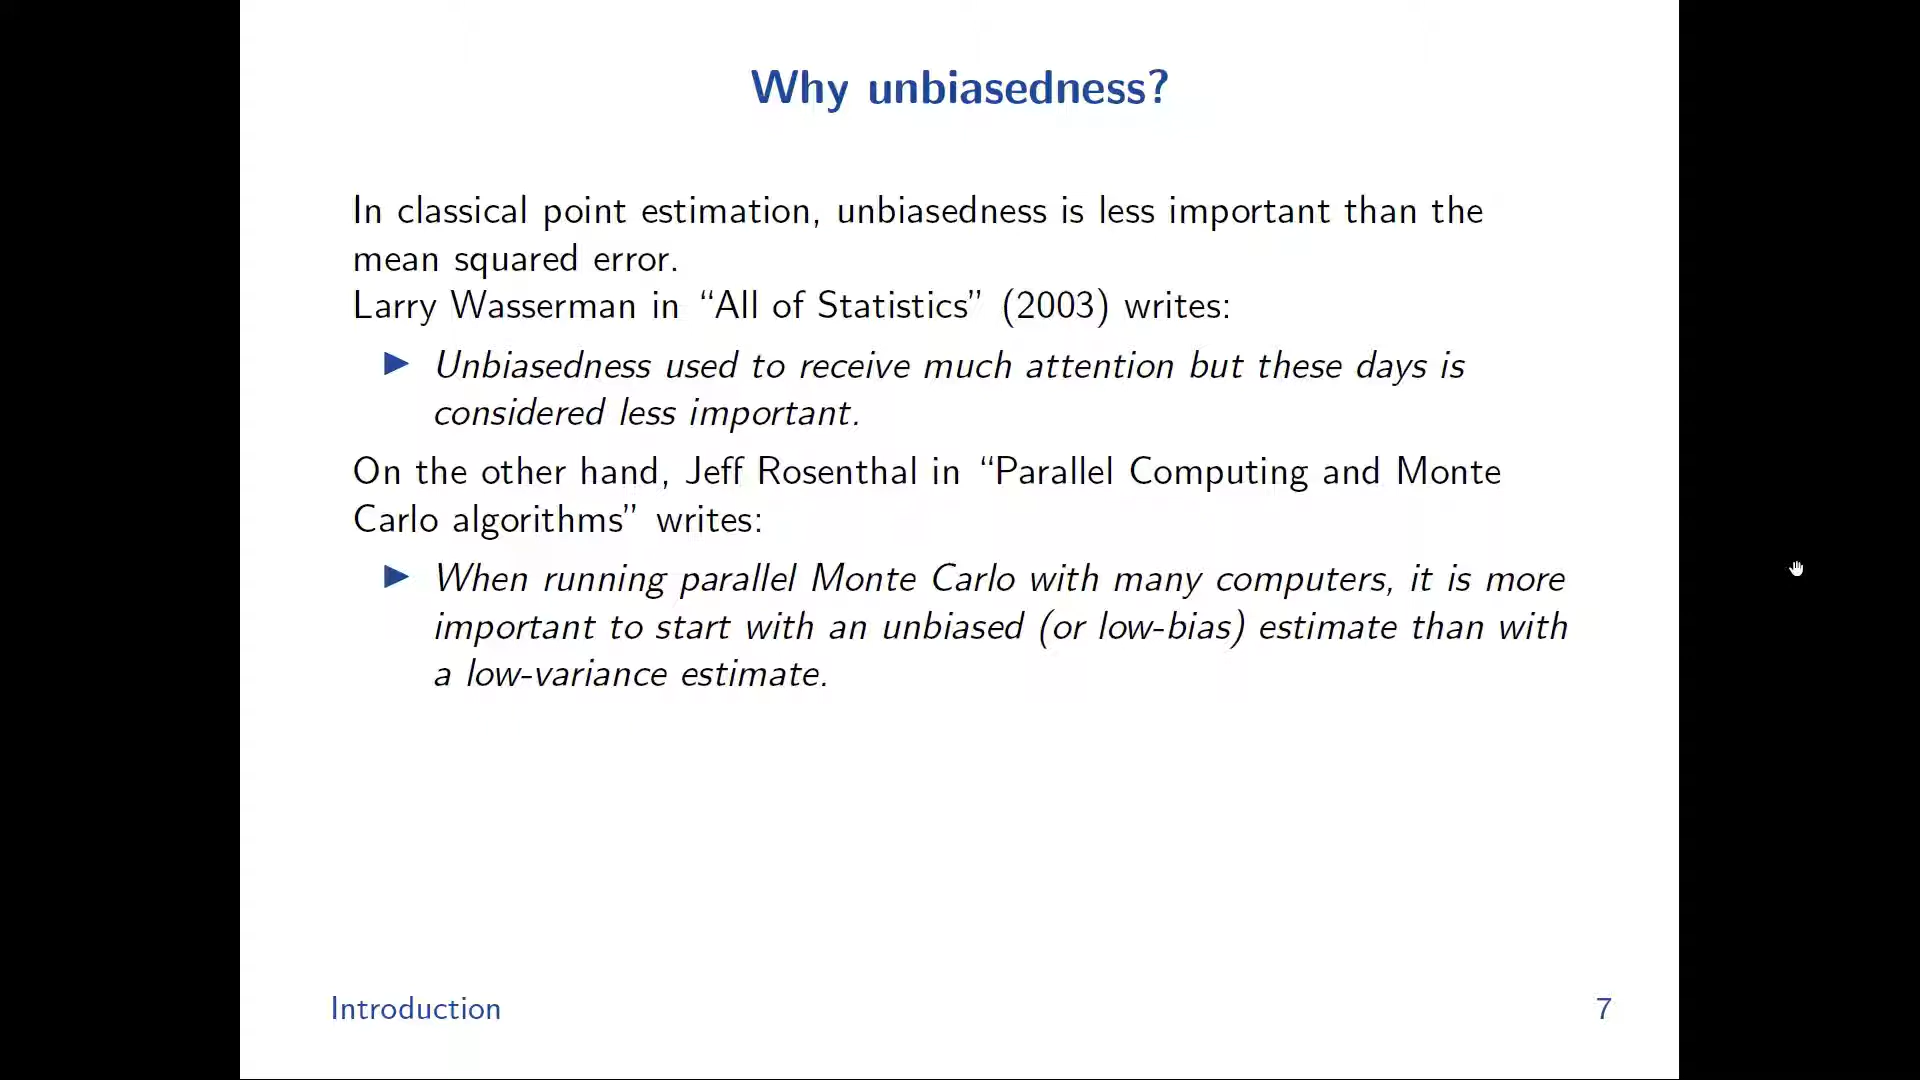 Why unbiasedness?
In classical point estimation, unbiasedness is less important than the
mean squared error.
Larry Wasserman in “All of Statistics” (2003) writes:
▶ Unbiasedness used to receive much attention but these days is
considered less important.
On the other hand, Jeff Rosenthal in “Parallel Computing and Monte
Carlo algorithms” writes:
▶ When running parallel Monte Carlo with many computers, it is more
important to start with an unbiased (or low-bias) estimate than with
a low-variance estimate.
Introduction
7